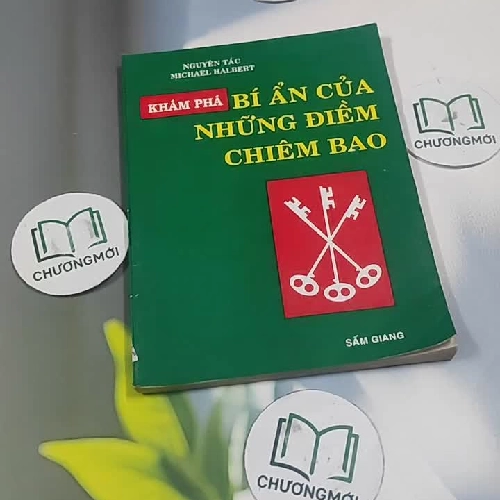 NGUYÊN TÁC
MICHAEL HALBERT
KHÁM PHÁ BÍ ẨN CỦA
NHỮNG ĐIỀM
CHIÊM BAO
SẤM GIANG
CHƯƠNGMỚI
CHƯƠNGMỚI
CHƯƠNGMỚI